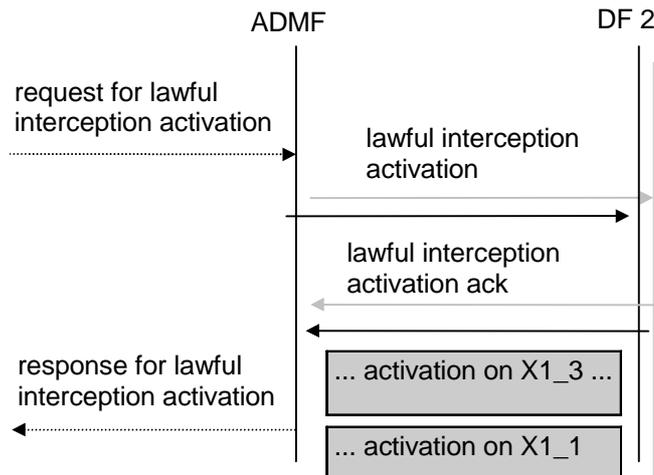 ADMF
DF 2
request for lawful
interception activation
lawful interception
activation
lawful interception
activation ack
response for lawful
interception activation
... activation on X1_3 ...
... activation on X1_1